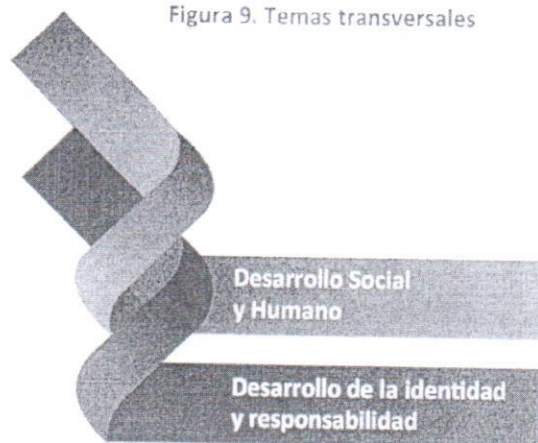 Figura 9. Temas transversales
Desarrollo Social
y Humano
Desarrollo de la identidad
y responsabilidad